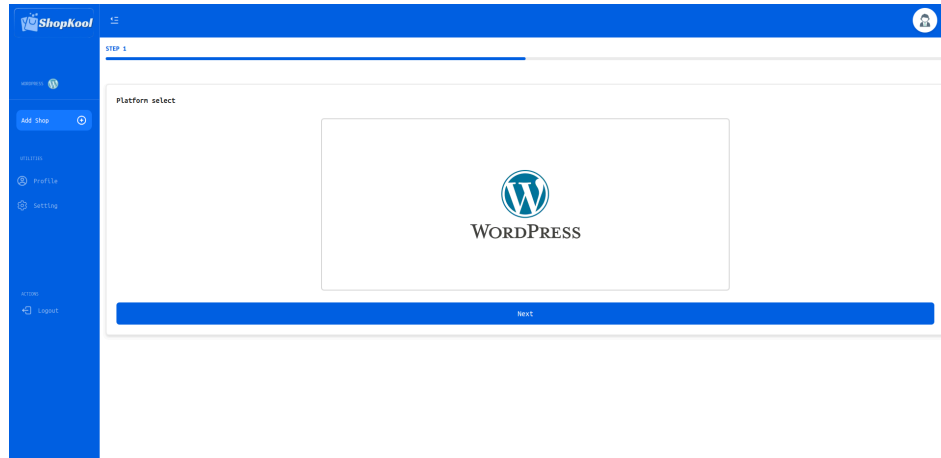 ShopKool
STEP 1
WORDPRESS
Platform select
Add Shop
WORDPRESS
UTILITIES
Profile
Setting
ACTIONS
Logout
Next